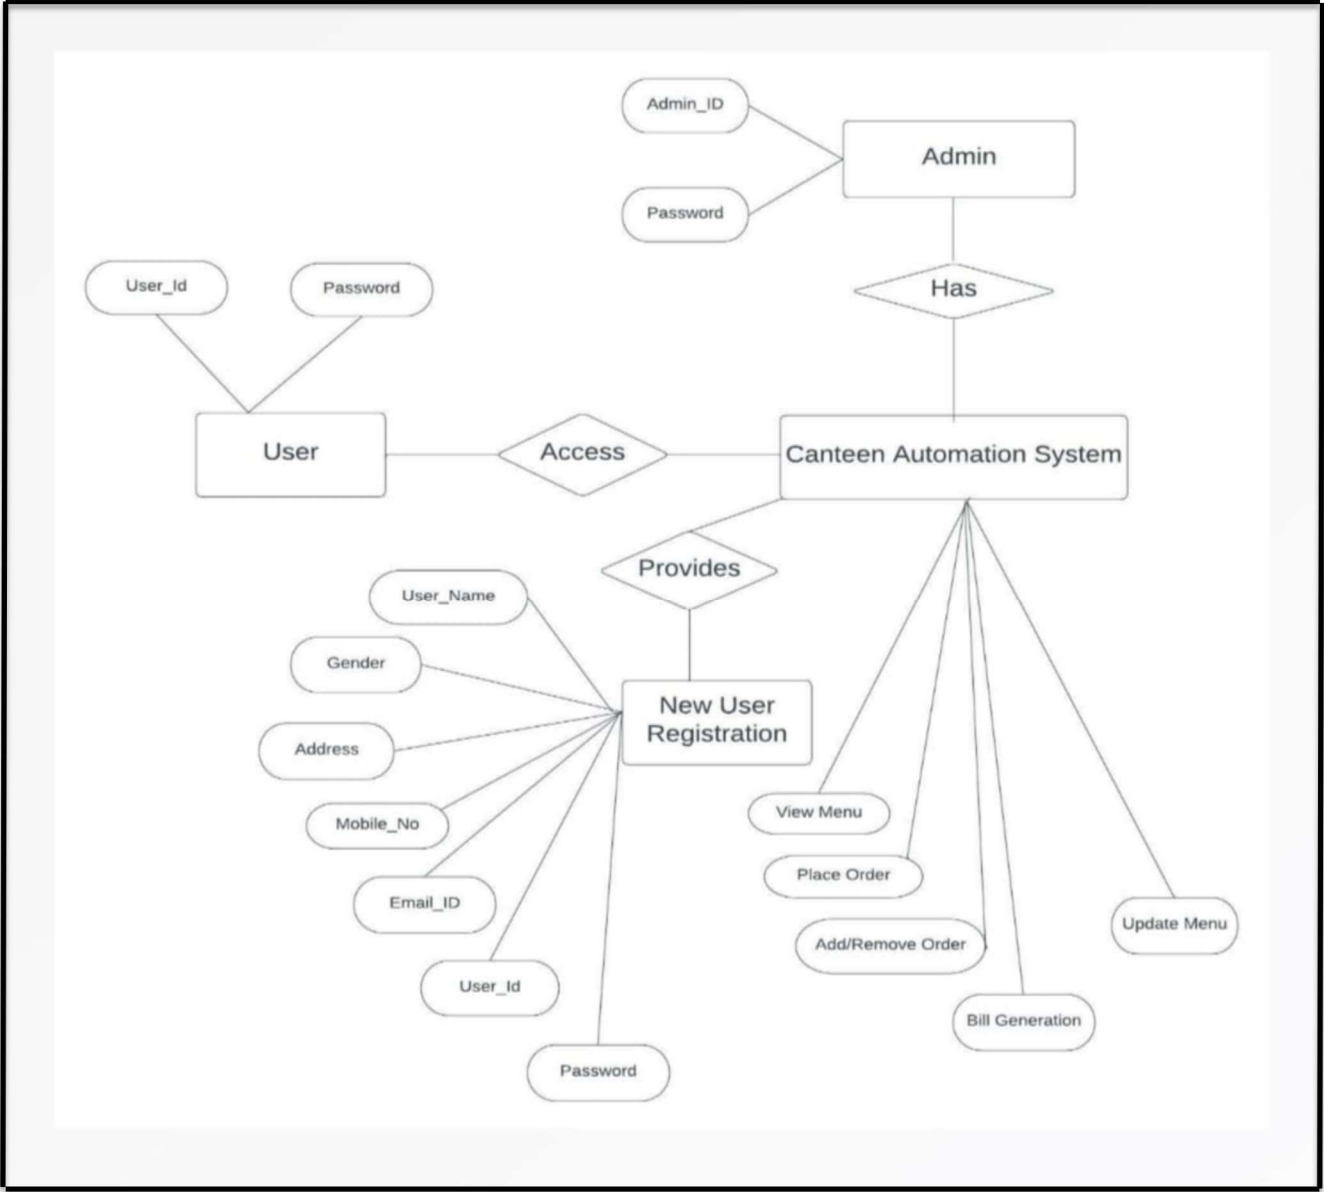 Admin_ID
Admin
Password
User_Id
Password
Has
User
Access
Canteen Automation System
Provides
User_Name
Gender
New User
Registration
Address
Mobile_No
View Menu
Place Order
Email_ID
Update Menu
Add/Remove Order
User_Id
Bill Generation
Password